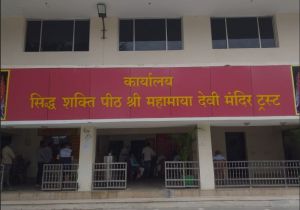 कार्यालय
सिद्ध शक्ति पीठ श्री महामाया देवी मंदिर ट्रस्ट